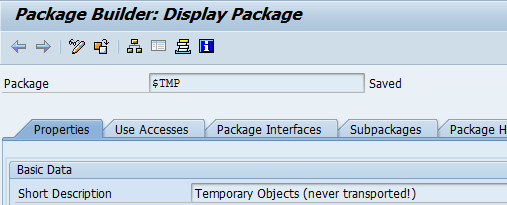 Package Builder: Display Package
Package $TMP Saved
Properties Use Accesses Package Interfaces Subpackages Package H
Basic Data
Short Description Temporary Objects (never transported!)